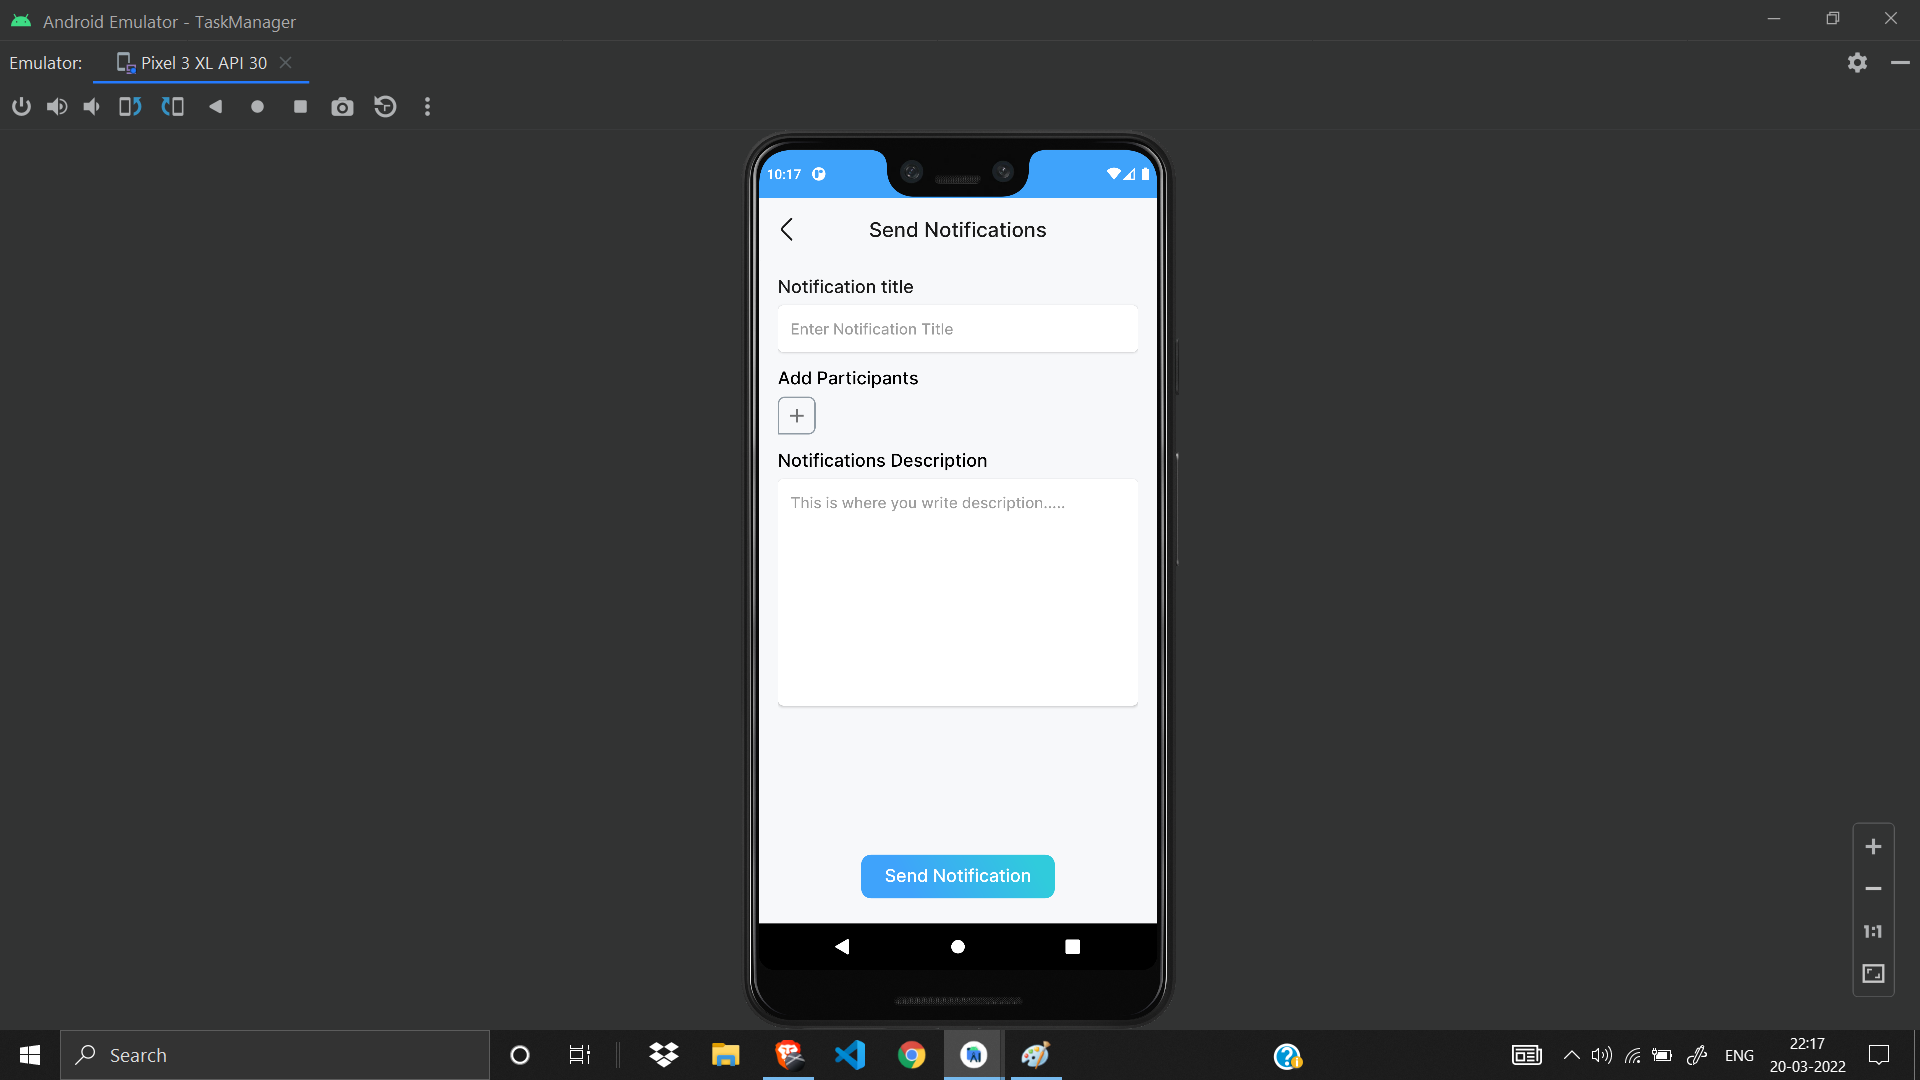 Android Emulator - TaskManager
Emulator:
Pixel 3 XL API 30
10:17
Send Notifications
Notification title
Enter Notification Title
Add Participants
+
Notifications Description
This is where you write description.....
Send Notification
1:1
Search
ENG
22:17
20-03-2022